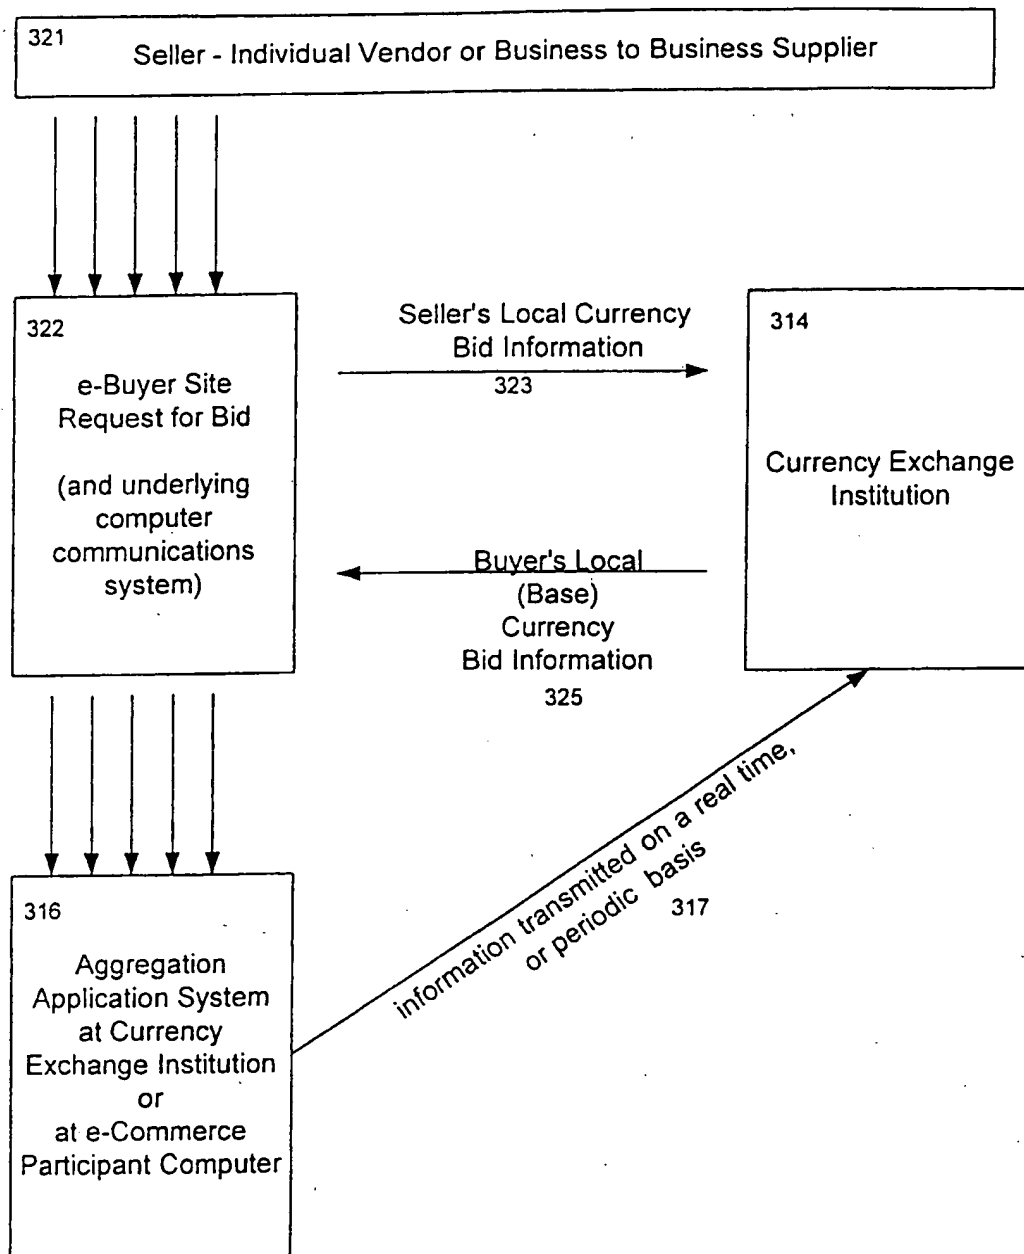 321
Seller - Individual Vendor or Business to Business Supplier
322
e-Buyer Site
Request for Bid
(and underlying
computer
communications
system)
Seller's Local Currency
Bid Information
323
314
Currency Exchange
Institution
Buyer's Local
(Base)
Currency
Bid Information
325
information transmitted on a real time,
or periodic basis
317
316
Aggregation
Application System
at Currency
Exchange Institution
or
at e-Commerce
Participant Computer